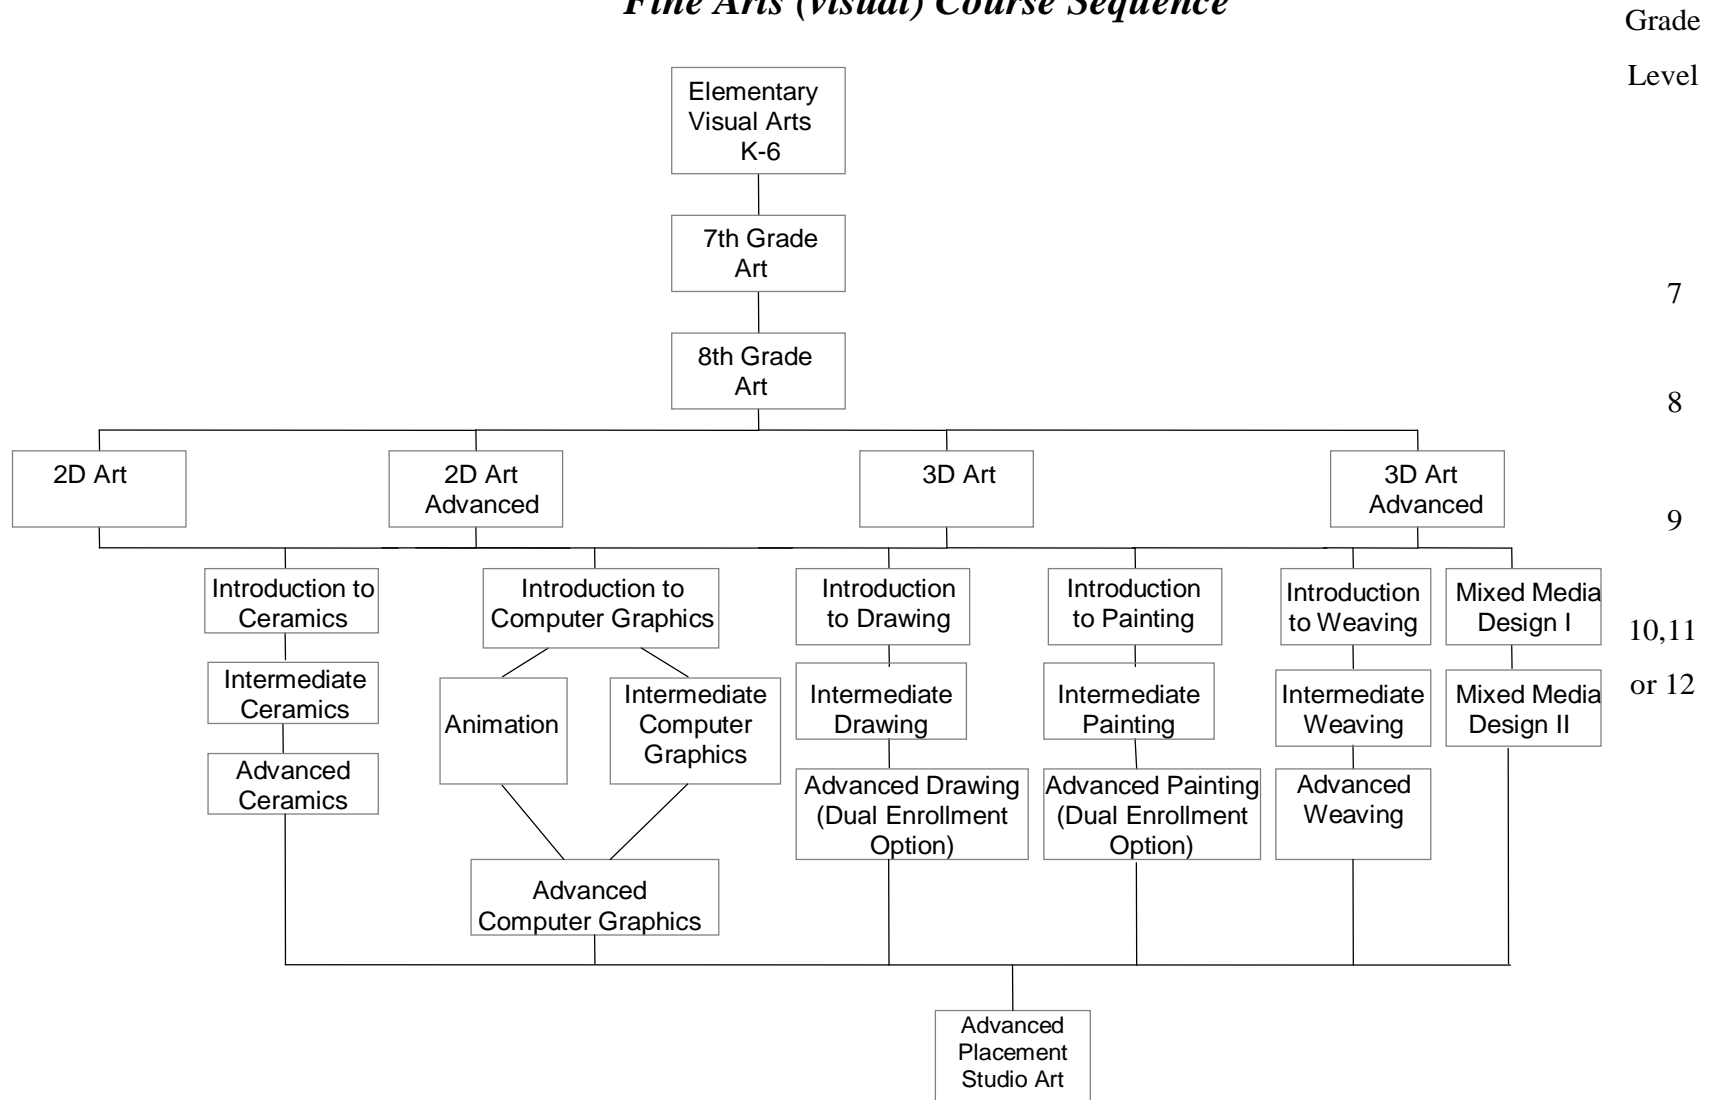 Fine Arts (visual) Course Sequence
Grade
Level
Elementary
Visual Arts
K-6
7th Grade
Art
7
8th Grade
Art
8
2D Art
2D Art
Advanced
3D Art
3D Art
Advanced
9
Introduction to
Ceramics
Introduction to
Computer Graphics
Introduction
to Drawing
Introduction
to Painting
Introduction
to Weaving
Mixed Media
Design I
10,11
or 12
Intermediate
Ceramics
Animation
Intermediate
Computer
Graphics
Intermediate
Drawing
Intermediate
Painting
Intermediate
Weaving
Mixed Media
Design II
Advanced
Ceramics
Advanced Drawing
(Dual Enrollment
Option)
Advanced Painting
(Dual Enrollment
Option)
Advanced
Weaving
Advanced
Computer Graphics
Advanced
Placement
Studio Art